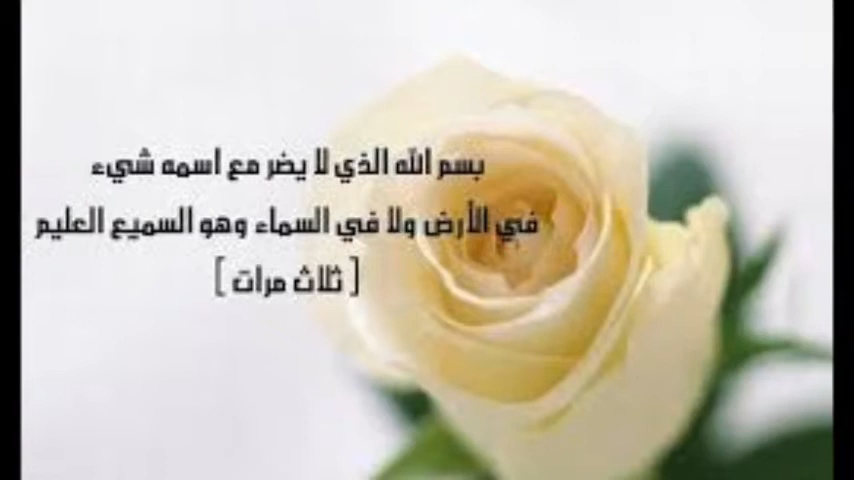 بسم الله الذي لا يضر مع اسمه شيء
في الأرض ولا في السماء وهو السميع العليم
[ ثلاث مرات ]